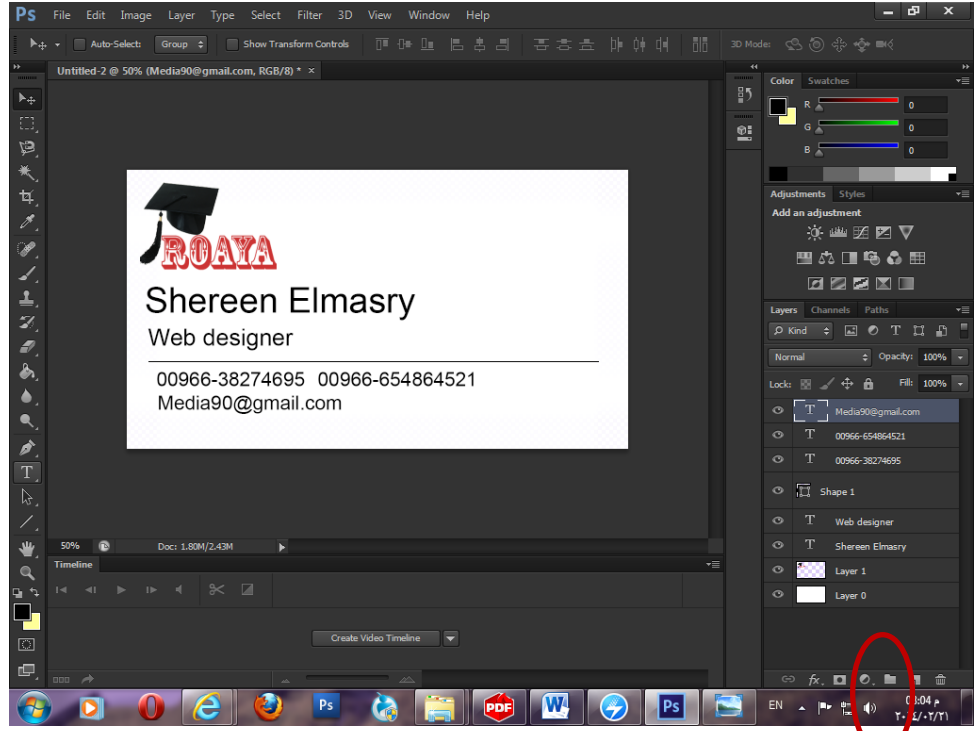 Ps File Edit Image Layer Type Select Filter 3D View Window Help
Auto-Select: Group Show Transform Controls 3D Mode:
Untitled-2 @ 50% (Media90@gmail.com, RGB/8) * ×
ROAYA
Shereen Elmasry
Web designer
00966-38274695 00966-654864521
Media90@gmail.com
50% Doc: 1.80M/2.43M
Timeline
Create Video Timeline
Color Swatches
R 0
G 0
B 0
Adjustments Styles
Add an adjustment
Layers Channels Paths
Kind
Normal Opacity: 100%
Lock: Fill: 100%
T Media90@gmail.com
T 00966-654864521
T 00966-38274695
Shape 1
T Web designer
T Shereen Elmasry
Layer 1
Layer 0
fx.
Ps PDF W Ps EN